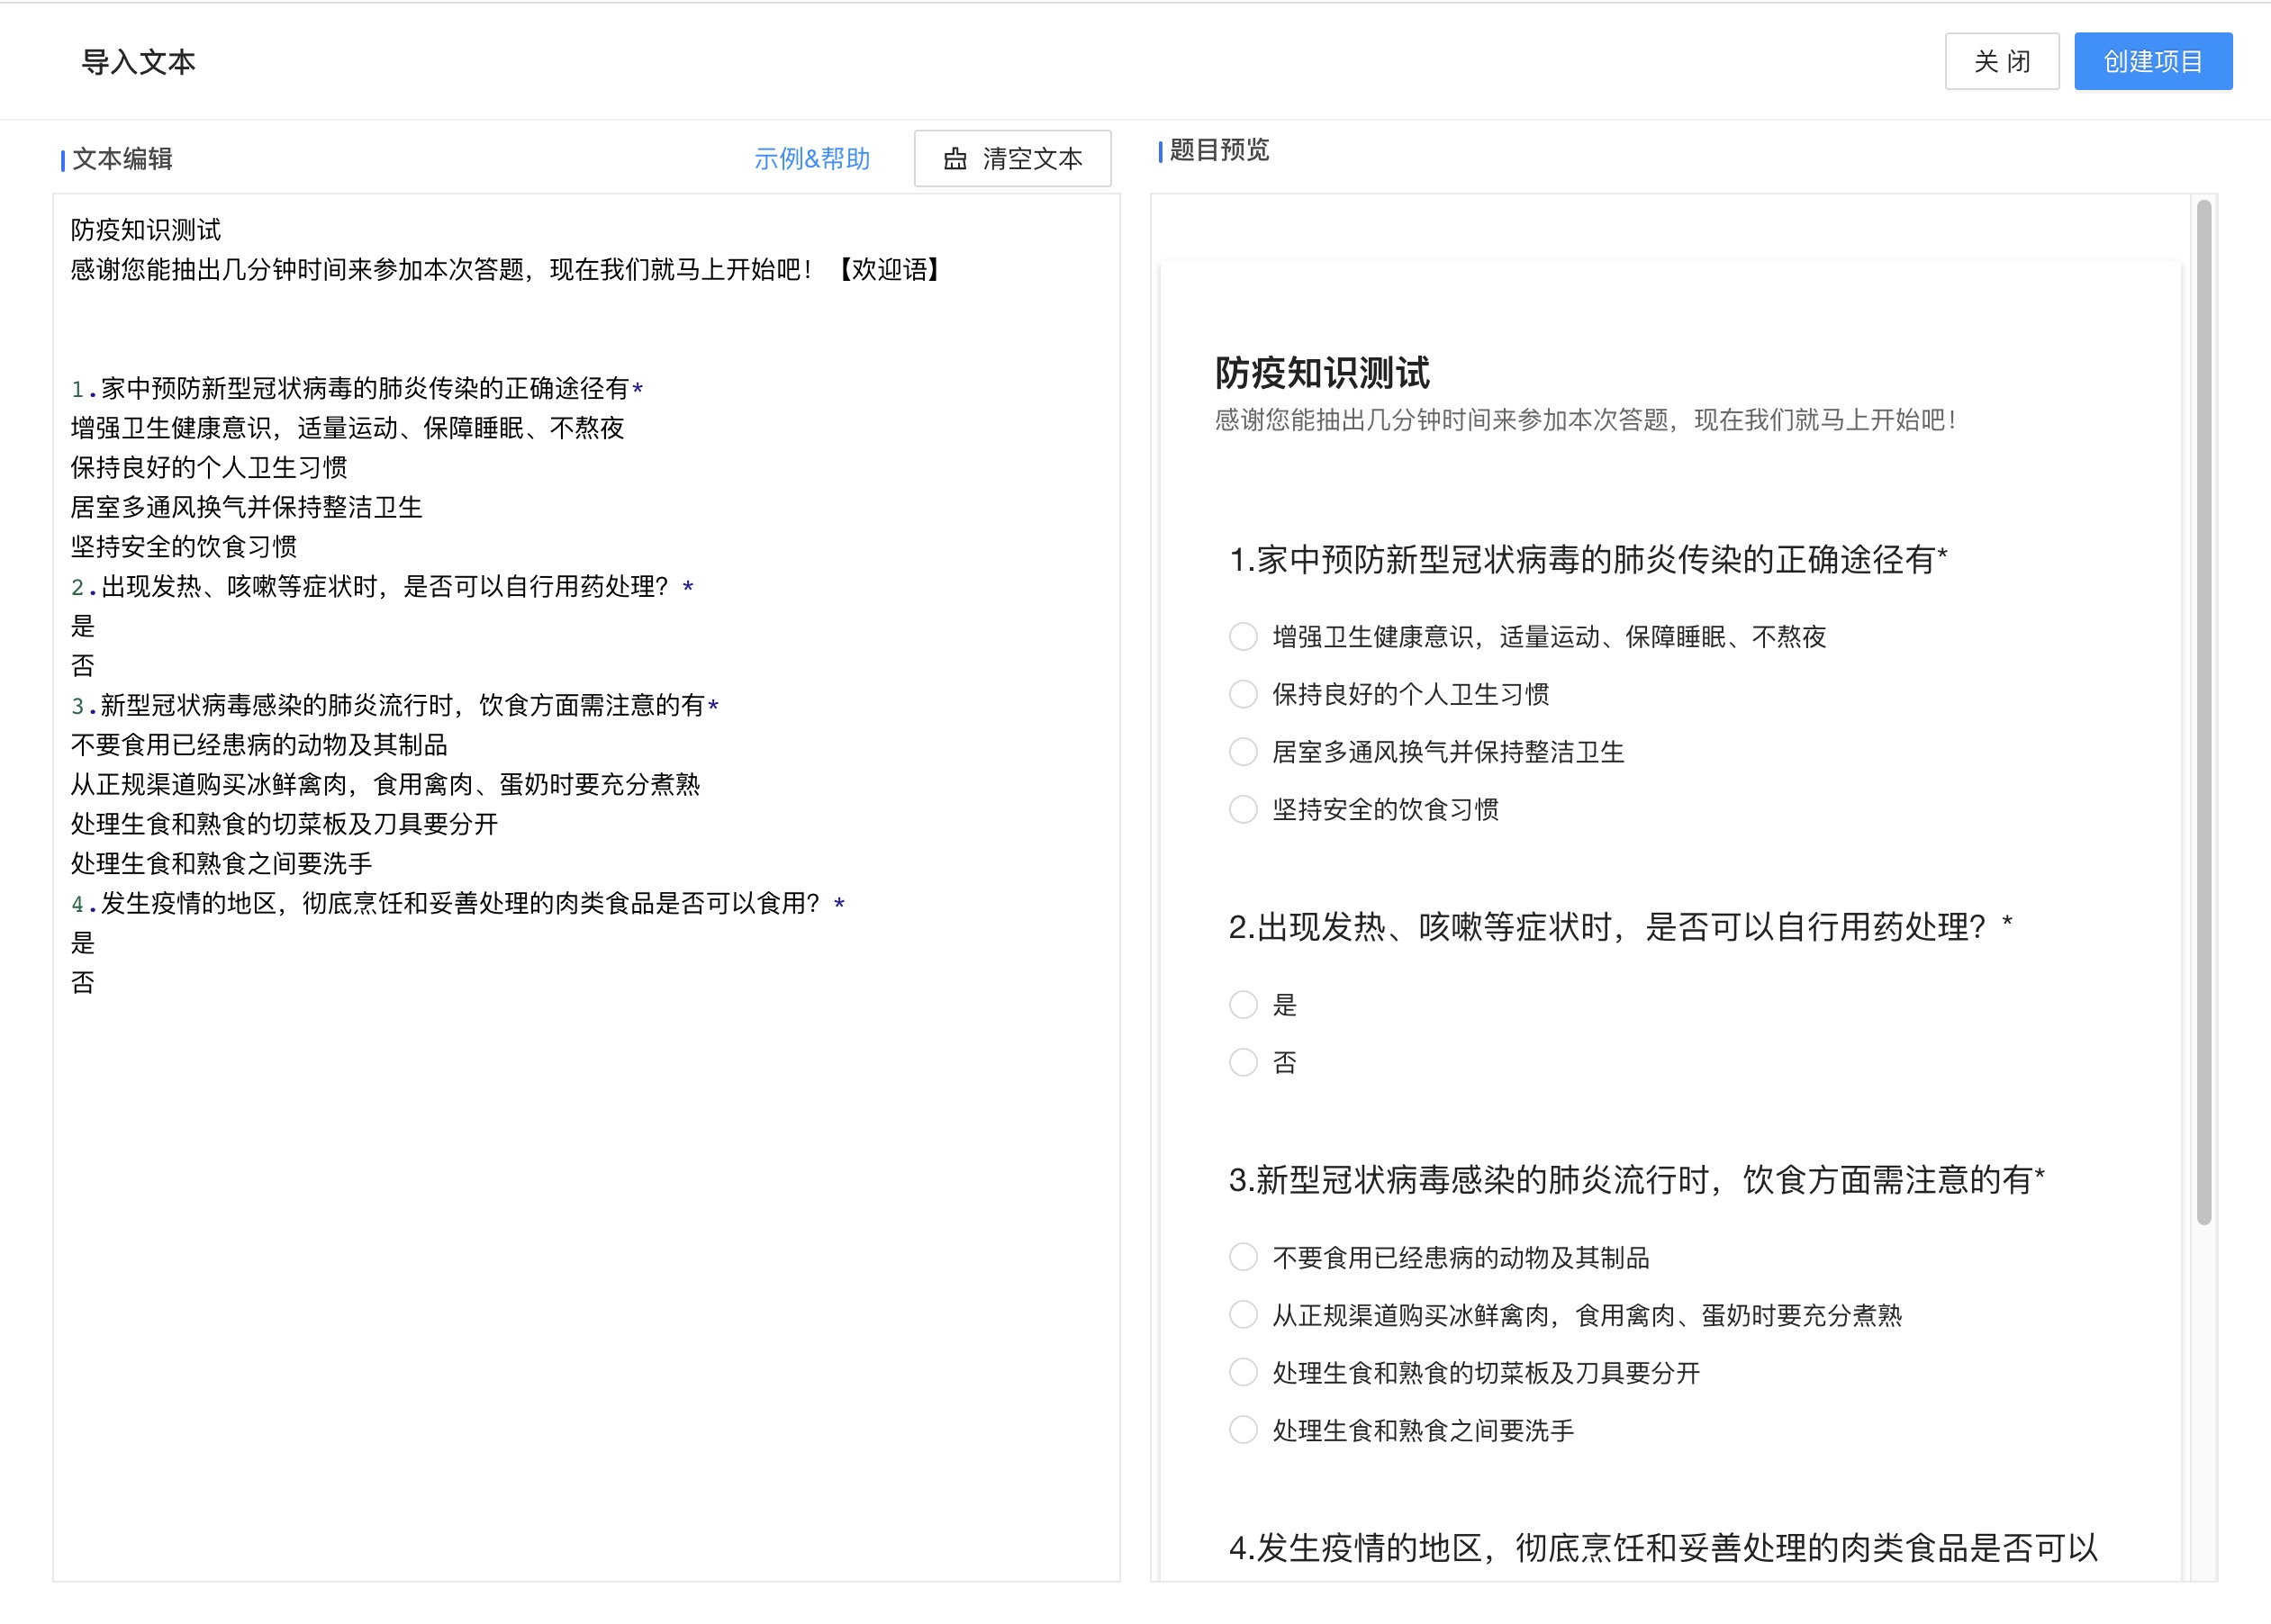 导入文本
关 闭
创建项目
文本编辑
示例&帮助
清空文本
防疫知识测试
感谢您能抽出几分钟时间来参加本次答题，现在我们就马上开始吧！【欢迎语】
1.家中预防新型冠状病毒的肺炎传染的正确途径有*
增强卫生健康意识，适量运动、保障睡眠、不熬夜
保持良好的个人卫生习惯
居室多通风换气并保持整洁卫生
坚持安全的饮食习惯
2.出现发热、咳嗽等症状时，是否可以自行用药处理？*
是
否
3.新型冠状病毒感染的肺炎流行时，饮食方面需注意的有*
不要食用已经患病的动物及其制品
从正规渠道购买冰鲜禽肉，食用禽肉、蛋奶时要充分煮熟
处理生食和熟食的切菜板及刀具要分开
处理生食和熟食之间要洗手
4.发生疫情的地区，彻底烹饪和妥善处理的肉类食品是否可以食用？*
是
否
题目预览
防疫知识测试
感谢您能抽出几分钟时间来参加本次答题，现在我们就马上开始吧！
1.家中预防新型冠状病毒的肺炎传染的正确途径有*
增强卫生健康意识，适量运动、保障睡眠、不熬夜
保持良好的个人卫生习惯
居室多通风换气并保持整洁卫生
坚持安全的饮食习惯
2.出现发热、咳嗽等症状时，是否可以自行用药处理？*
是
否
3.新型冠状病毒感染的肺炎流行时，饮食方面需注意的有*
不要食用已经患病的动物及其制品
从正规渠道购买冰鲜禽肉，食用禽肉、蛋奶时要充分煮熟
处理生食和熟食的切菜板及刀具要分开
处理生食和熟食之间要洗手
4.发生疫情的地区，彻底烹饪和妥善处理的肉类食品是否可以